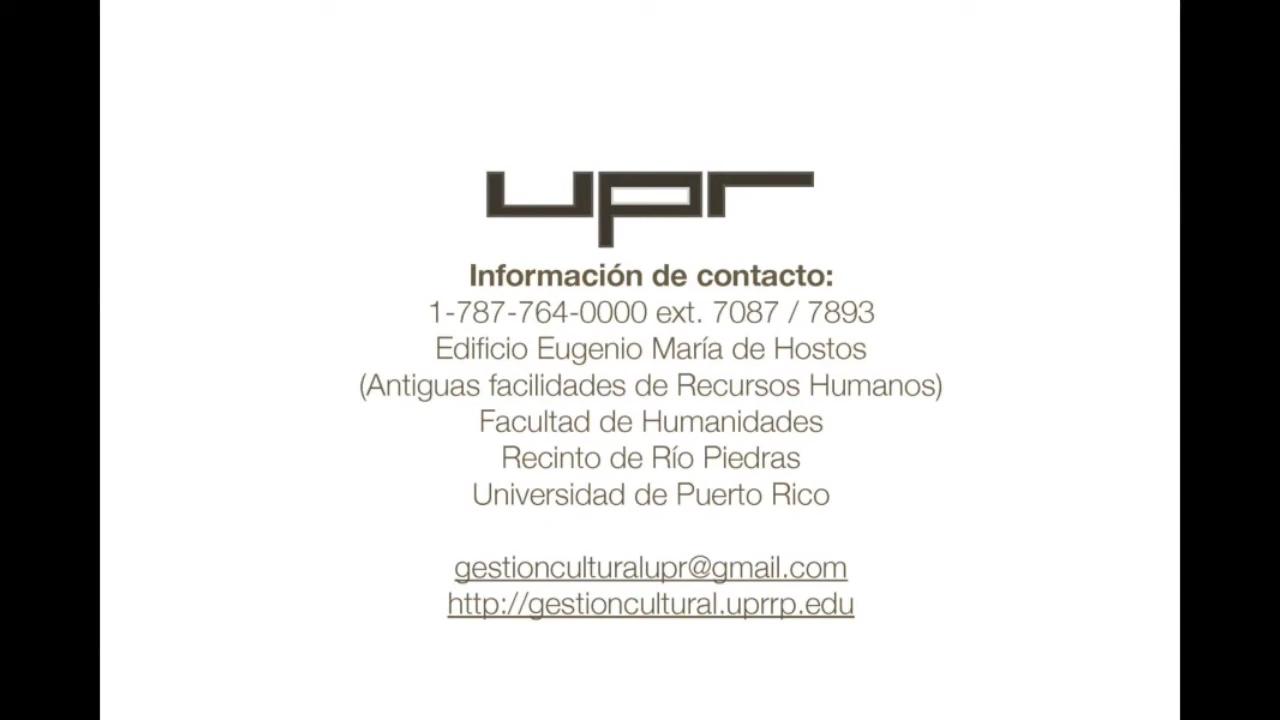 upr
Información de contacto:
1-787-764-0000 ext. 7087 / 7893
Edificio Eugenio María de Hostos
(Antiguas facilidades de Recursos Humanos)
Facultad de Humanidades
Recinto de Río Piedras
Universidad de Puerto Rico
gestionculturalupr@gmail.com
http://gestioncultural.uprrp.edu